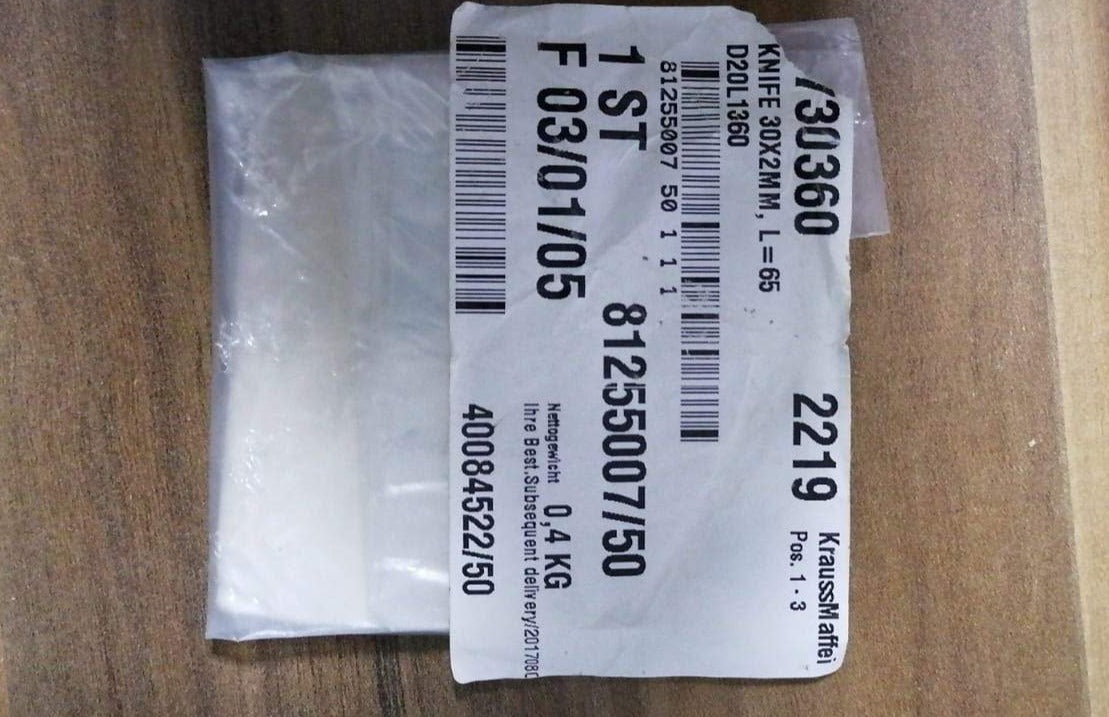 /30360 2219 KraussMaffei
Pos. 1 - 3
KNIFE 30X2MM, L=65
D20L1360
81255007 50 1 1 1
1 ST 81255007/50
F 03/01/05 Nettogewicht 0,4 KG
Ihre Best.Subsequent delivery/201708
40084522/50